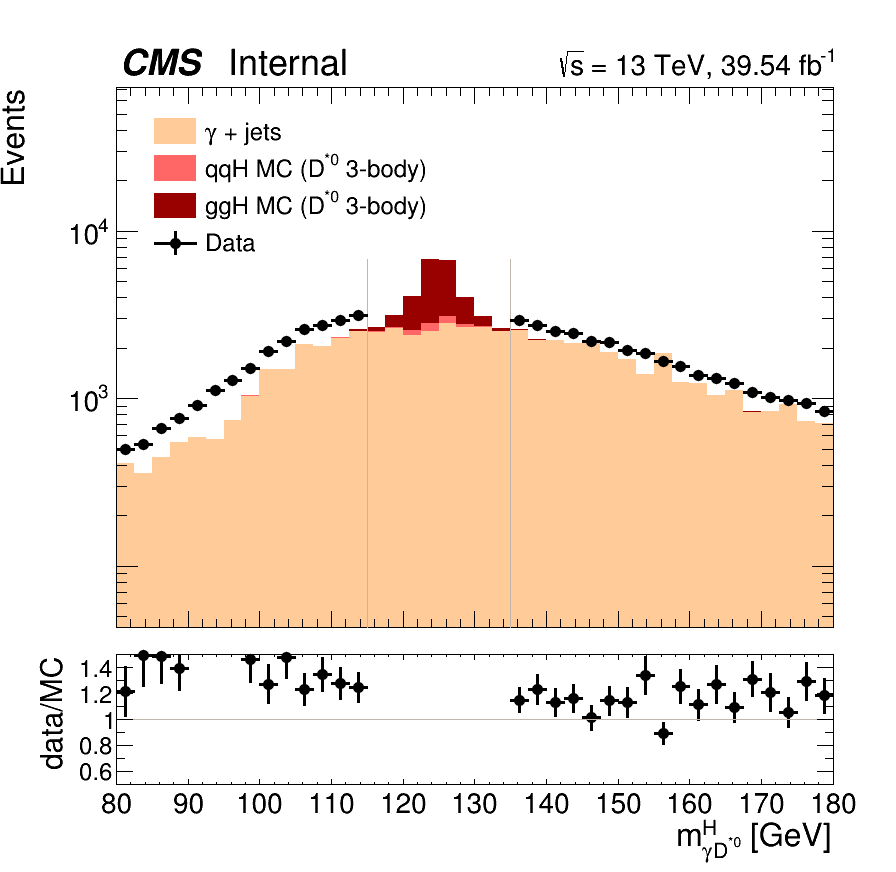 CMS Internal √s = 13 TeV, 39.54 fb⁻¹
Events
γ + jets
qqH MC (D*⁰ 3-body)
ggH MC (D*⁰ 3-body)
Data
10⁴
10³
data/MC
1.4
1.2
1
0.8
0.6
80 90 100 110 120 130 140 150 160 170 180
m^H_γD*⁰ [GeV]